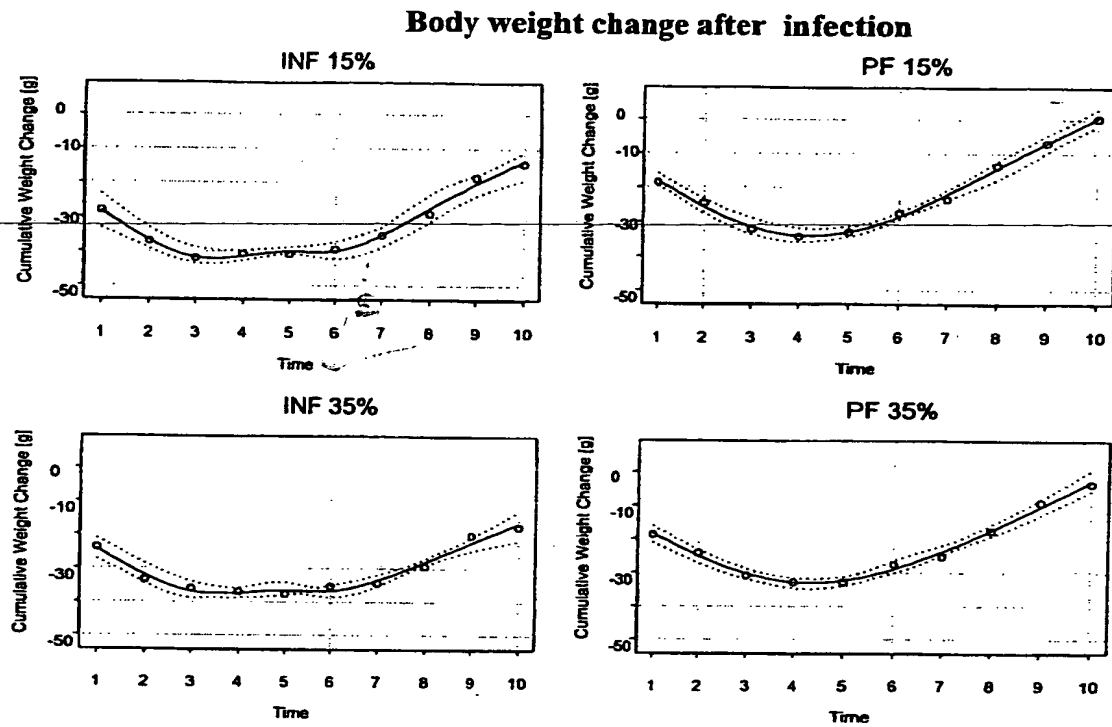 Body weight change after infection
INF 15%
Cumulative Weight Change [g]
0
-10
-30
-50
1 2 3 4 5 6 7 8 9 10
Time
PF 15%
Cumulative Weight Change [g]
0
-10
-30
-50
1 2 3 4 5 6 7 8 9 10
Time
INF 35%
Cumulative Weight Change [g]
0
-10
-30
-50
1 2 3 4 5 6 7 8 9 10
Time
PF 35%
Cumulative Weight Change [g]
0
-10
-30
-50
1 2 3 4 5 6 7 8 9 10
Time